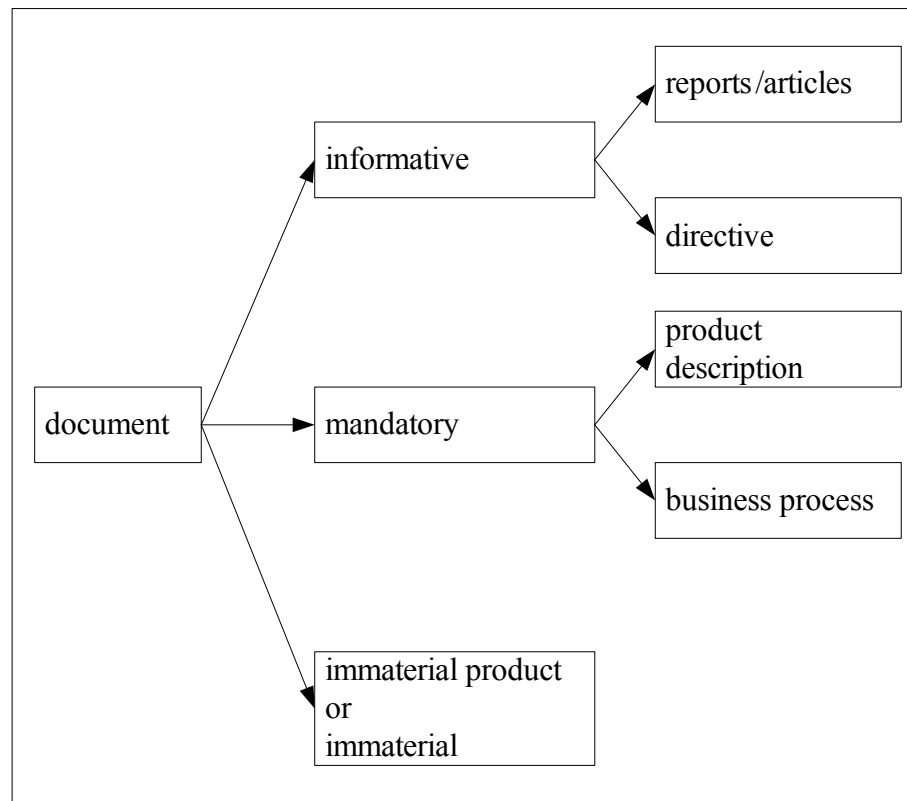 document
informative
mandatory
immaterial product
or
immaterial
reports/articles
directive
product
description
business process